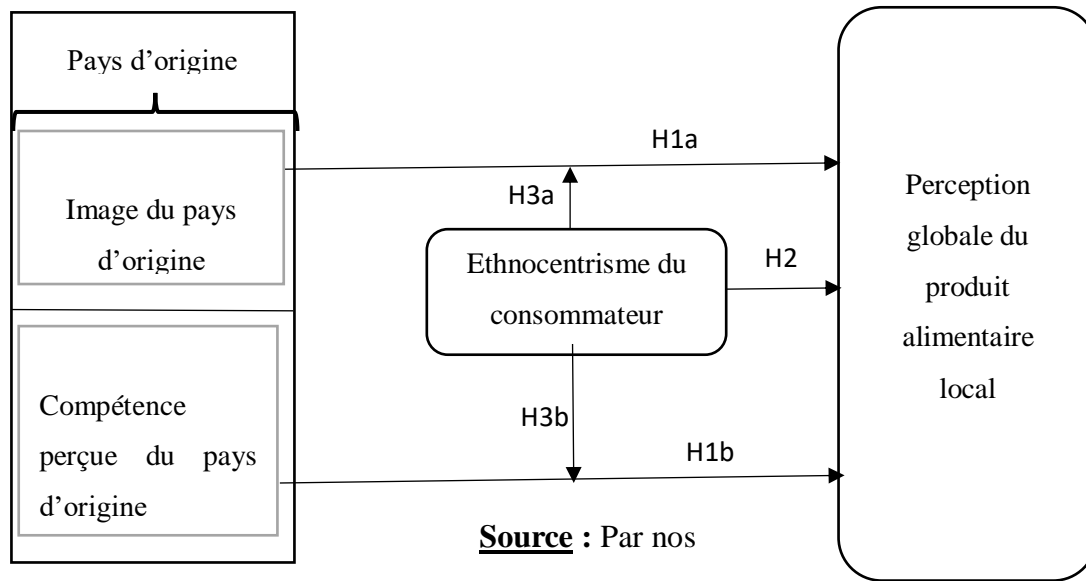 Pays d’origine
Image du pays
d’origine
Compétence
perçue du pays
d’origine
H1a
H3a
Ethnocentrisme du
consommateur
H2
H3b
H1b
Perception
globale du
produit
alimentaire
local
Source : Par nos